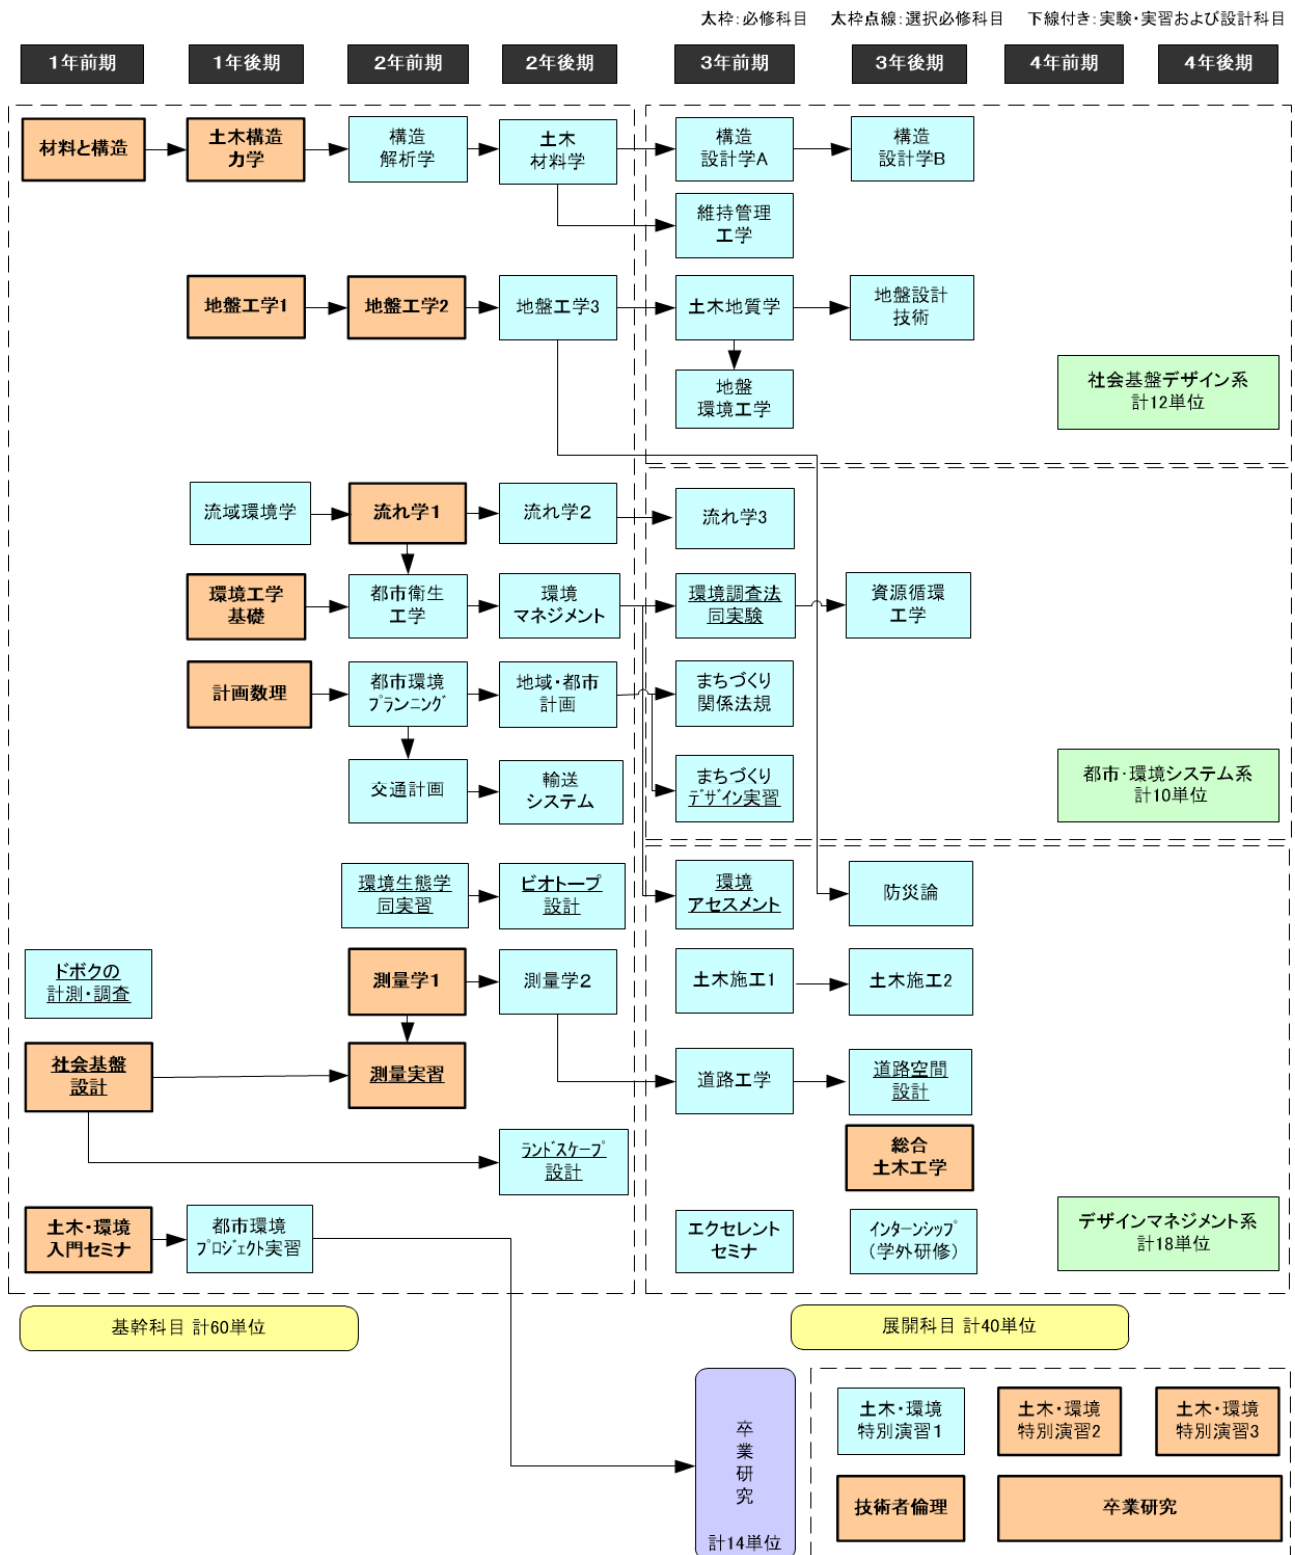 太枠：必修科目　太枠点線：選択必修科目　下線付き：実験・実習および設計科目
1年前期
1年後期
2年前期
2年後期
3年前期
3年後期
4年前期
4年後期
材料と構造
土木構造
力学
構造
解析学
土木
材料学
構造
設計学A
構造
設計学B
維持管理
工学
地盤工学1
地盤工学2
地盤工学3
土木地質学
地盤設計
技術
地盤
環境工学
社会基盤デザイン系
計12単位
流域環境学
流れ学1
流れ学2
流れ学3
環境工学
基礎
都市衛生
工学
環境
マネジメント
環境調査法
同実験
資源循環
工学
計画数理
都市環境
プランニング
地域・都市
計画
まちづくり
関係法規
交通計画
輸送
システム
まちづくり
デザイン実習
都市・環境システム系
計10単位
環境生態学
同実習
ビオトープ
設計
環境
アセスメント
防災論
ドボクの
計測・調査
測量学1
測量学2
土木施工1
土木施工2
社会基盤
設計
測量実習
道路工学
道路空間
設計
ランドスケープ
設計
総合
土木工学
土木・環境
入門セミナ
都市環境
プロジェクト実習
エクセレント
セミナ
インターンシップ
（学外研修）
デザインマネジメント系
計18単位
基幹科目 計60単位
展開科目 計40単位
卒業研究
計14単位
土木・環境
特別演習1
土木・環境
特別演習2
土木・環境
特別演習3
技術者倫理
卒業研究